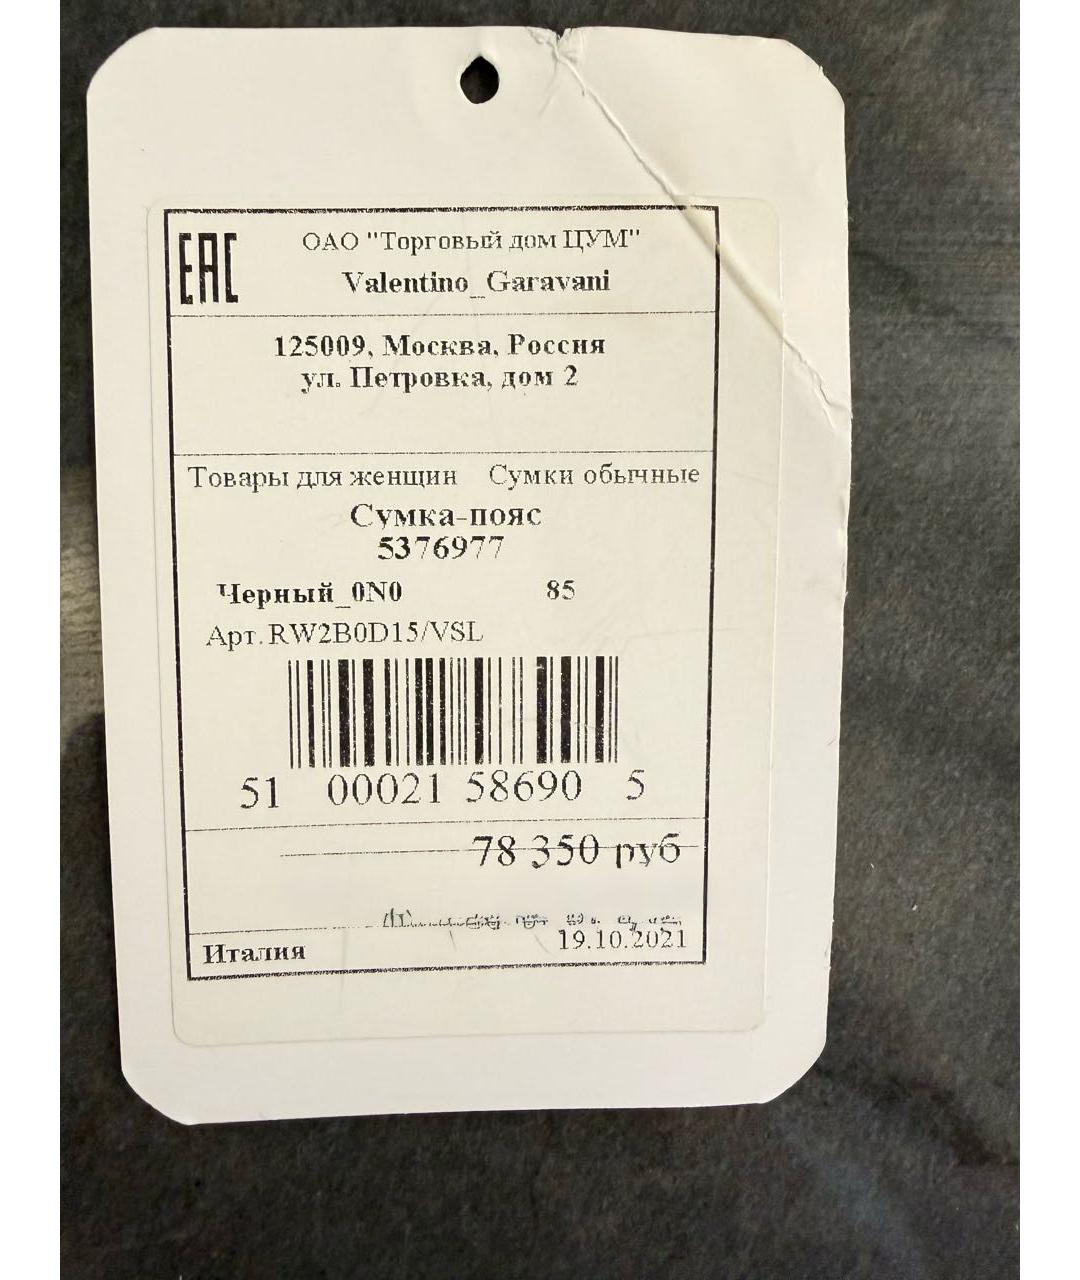 EAC
ОАО "Торговый дом ЦУМ"
Valentino_Garavani
125009, Москва, Россия
ул. Петровка, дом 2
Товары для женщин Сумки обычные
Сумка-пояс
5376977
Черный_0N0 85
Арт. RW2B0D15/VSL
51 00021 58690 5
78 350 руб
19.10.2021
Италия